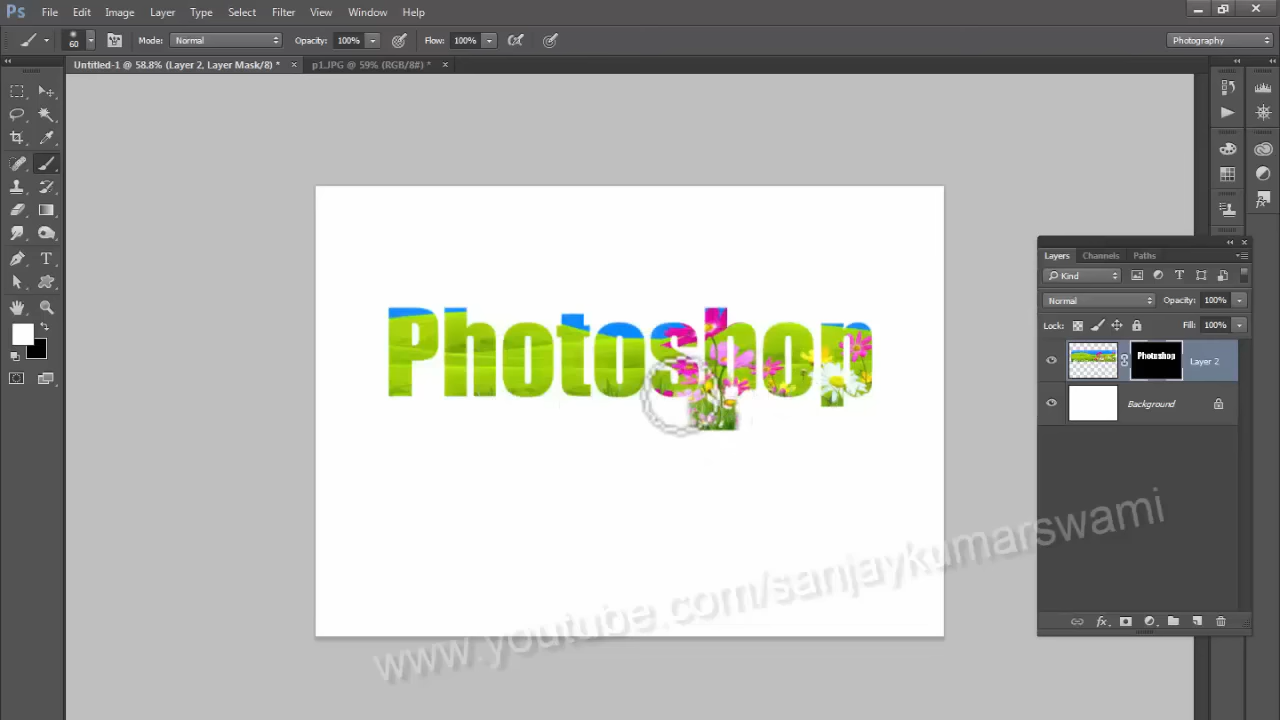 Ps File Edit Image Layer Type Select Filter View Window Help
60 Mode: Normal Opacity: 100% Flow: 100% Photography
Untitled-1 @ 58.8% (Layer 2, Layer Mask/8) * × p1.JPG @ 59% (RGB/8#) * ×
Photoshop
Layers Channels Paths
Kind
Normal Opacity: 100%
Lock: Fill: 100%
Photoshop Layer 2
Background
fx
www.youtube.com/sanjaykumarswami